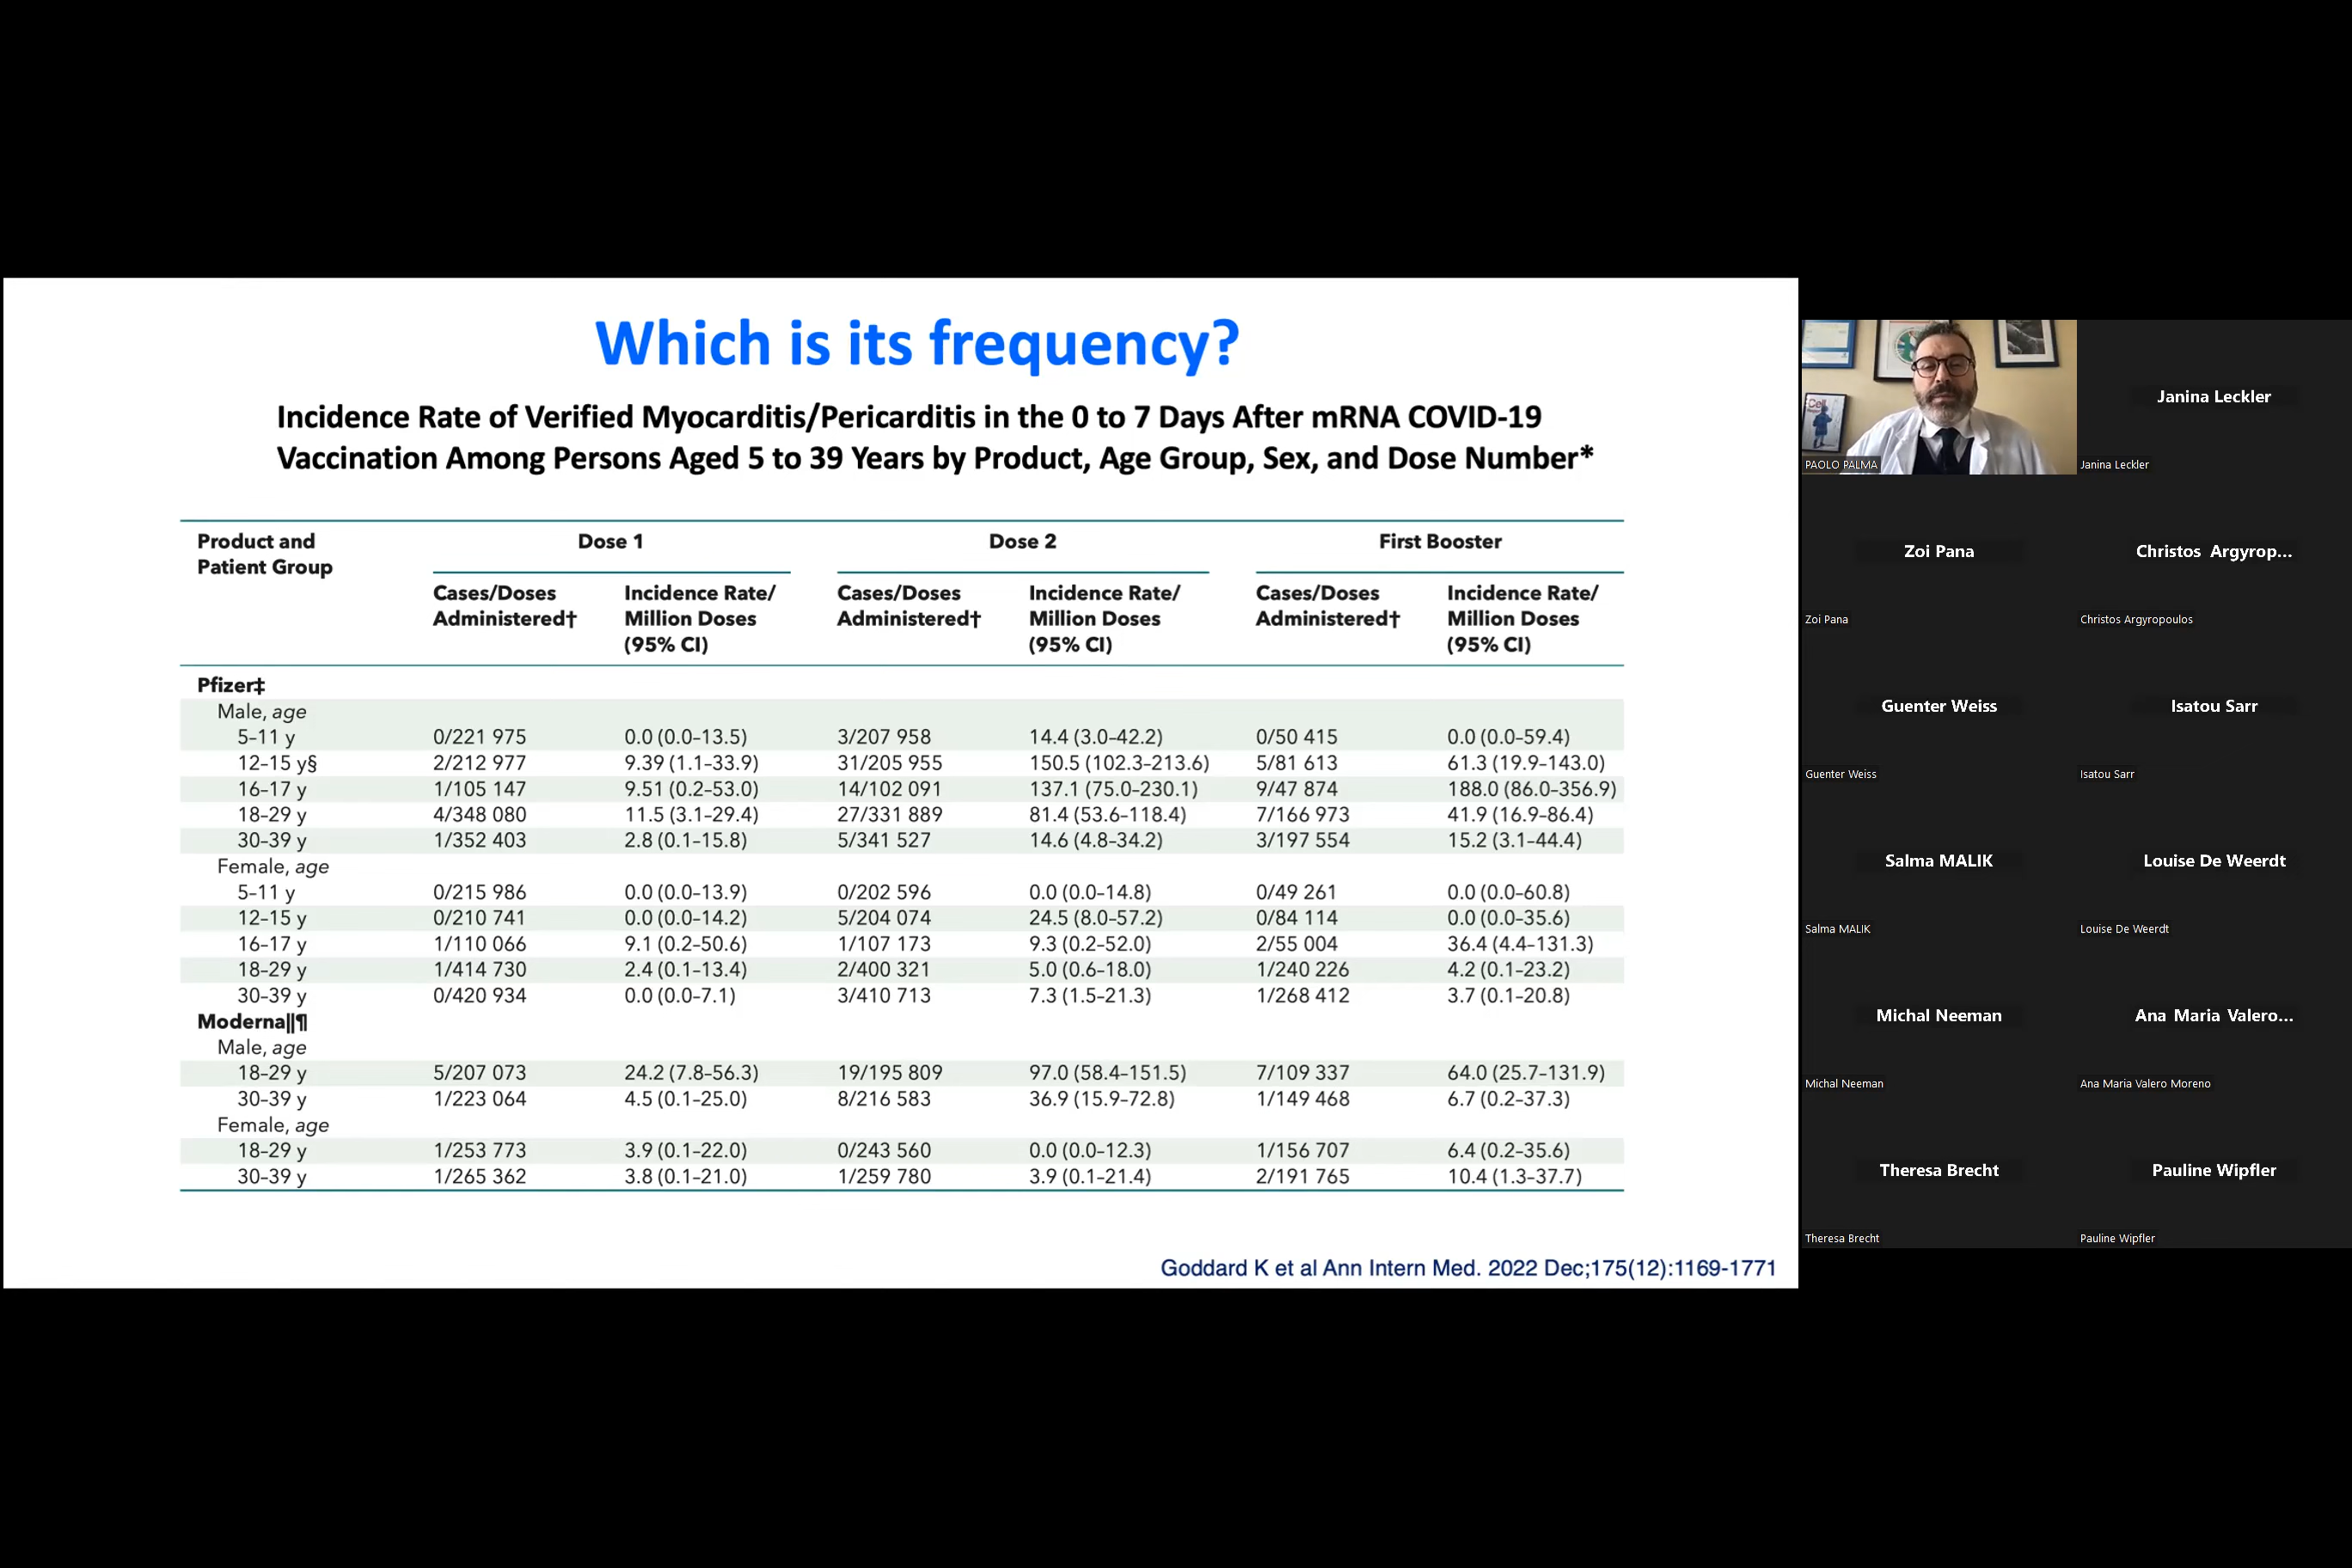 Which is its frequency?
Incidence Rate of Verified Myocarditis/Pericarditis in the 0 to 7 Days After mRNA COVID-19
Vaccination Among Persons Aged 5 to 39 Years by Product, Age Group, Sex, and Dose Number*
Product and Patient Group Dose 1 Dose 2 First Booster
Cases/Doses Administered† Incidence Rate/ Million Doses (95% CI) Cases/Doses Administered† Incidence Rate/ Million Doses (95% CI) Cases/Doses Administered† Incidence Rate/ Million Doses (95% CI)
Pfizer‡
Male, age
5–11 y 0/221 975 0.0 (0.0–13.5) 3/207 958 14.4 (3.0–42.2) 0/50 415 0.0 (0.0–59.4)
12–15 y§ 2/212 977 9.39 (1.1–33.9) 31/205 955 150.5 (102.3–213.6) 5/81 613 61.3 (19.9–143.0)
16–17 y 1/105 147 9.51 (0.2–53.0) 14/102 091 137.1 (75.0–230.1) 9/47 874 188.0 (86.0–356.9)
18–29 y 4/348 080 11.5 (3.1–29.4) 27/331 889 81.4 (53.6–118.4) 7/166 973 41.9 (16.9–86.4)
30–39 y 1/352 403 2.8 (0.1–15.8) 5/341 527 14.6 (4.8–34.2) 3/197 554 15.2 (3.1–44.4)
Female, age
5–11 y 0/215 986 0.0 (0.0–13.9) 0/202 596 0.0 (0.0–14.8) 0/49 261 0.0 (0.0–60.8)
12–15 y 0/210 741 0.0 (0.0–14.2) 5/204 074 24.5 (8.0–57.2) 0/84 114 0.0 (0.0–35.6)
16–17 y 1/110 066 9.1 (0.2–50.6) 1/107 173 9.3 (0.2–52.0) 2/55 004 36.4 (4.4–131.3)
18–29 y 1/414 730 2.4 (0.1–13.4) 2/400 321 5.0 (0.6–18.0) 1/240 226 4.2 (0.1–23.2)
30–39 y 0/420 934 0.0 (0.0–7.1) 3/410 713 7.3 (1.5–21.3) 1/268 412 3.7 (0.1–20.8)
Moderna||¶
Male, age
18–29 y 5/207 073 24.2 (7.8–56.3) 19/195 809 97.0 (58.4–151.5) 7/109 337 64.0 (25.7–131.9)
30–39 y 1/223 064 4.5 (0.1–25.0) 8/216 583 36.9 (15.9–72.8) 1/149 468 6.7 (0.2–37.3)
Female, age
18–29 y 1/253 773 3.9 (0.1–22.0) 0/243 560 0.0 (0.0–12.3) 1/156 707 6.4 (0.2–35.6)
30–39 y 1/265 362 3.8 (0.1–21.0) 1/259 780 3.9 (0.1–21.4) 2/191 765 10.4 (1.3–37.7)
Goddard K et al Ann Intern Med. 2022 Dec;175(12):1169-1771
Cell
PAOLO PALMA
Janina Leckler
Janina Leckler
Zoi Pana
Zoi Pana
Christos Argyrop...
Christos Argyropoulos
Guenter Weiss
Guenter Weiss
Isatou Sarr
Isatou Sarr
Salma MALIK
Salma MALIK
Louise De Weerdt
Louise De Weerdt
Michal Neeman
Michal Neeman
Ana Maria Valero...
Ana Maria Valero Moreno
Theresa Brecht
Theresa Brecht
Pauline Wipfler
Pauline Wipfler